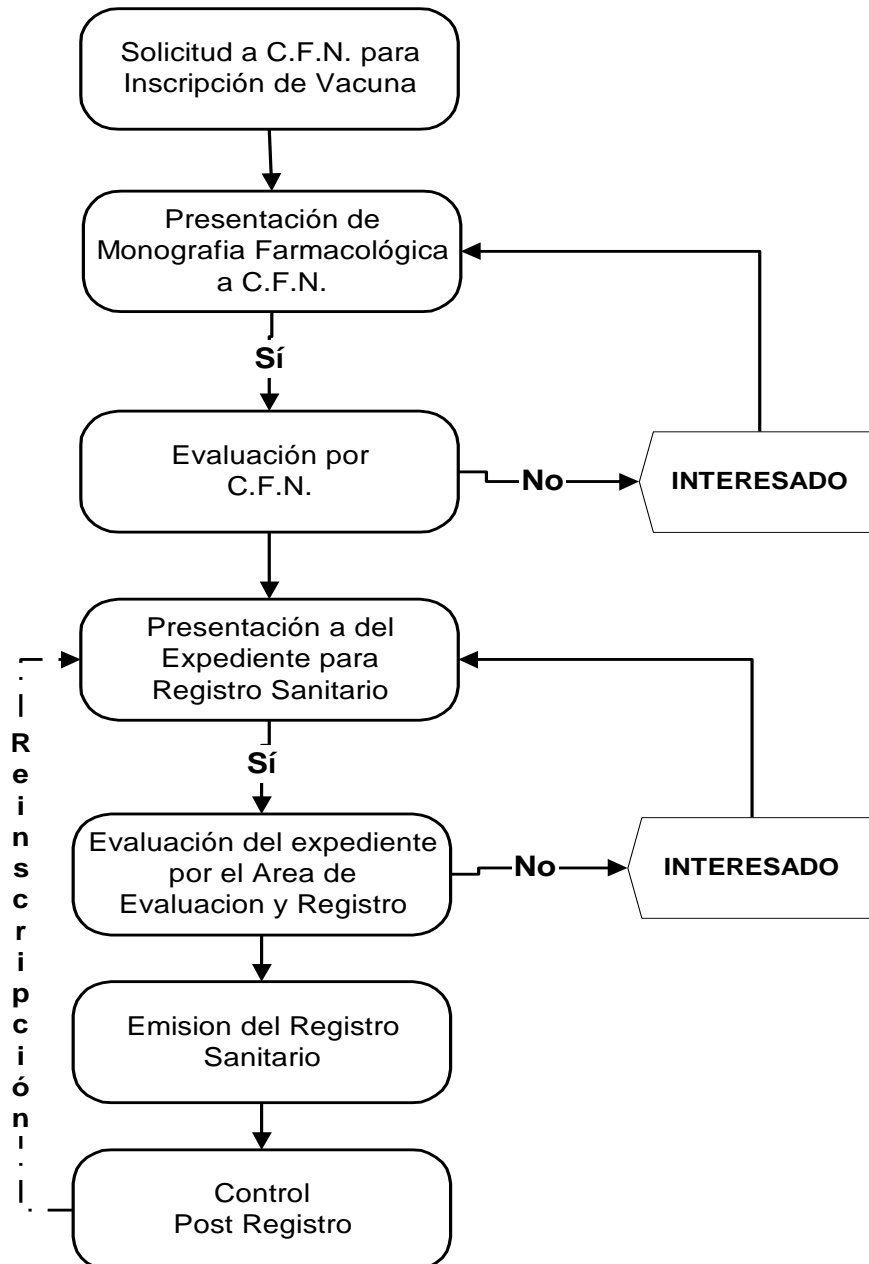 Solicitud a C.F.N. para
Inscripción de Vacuna
Presentación de
Monografia Farmacológica
a C.F.N.
Sí
Evaluación por
C.F.N.
No
INTERESADO
Presentación a del
Expediente para
Registro Sanitario
Sí
Evaluación del expediente
por el Area de
Evaluacion y Registro
No
INTERESADO
Emision del Registro
Sanitario
Control
Post Registro
Reinscripción